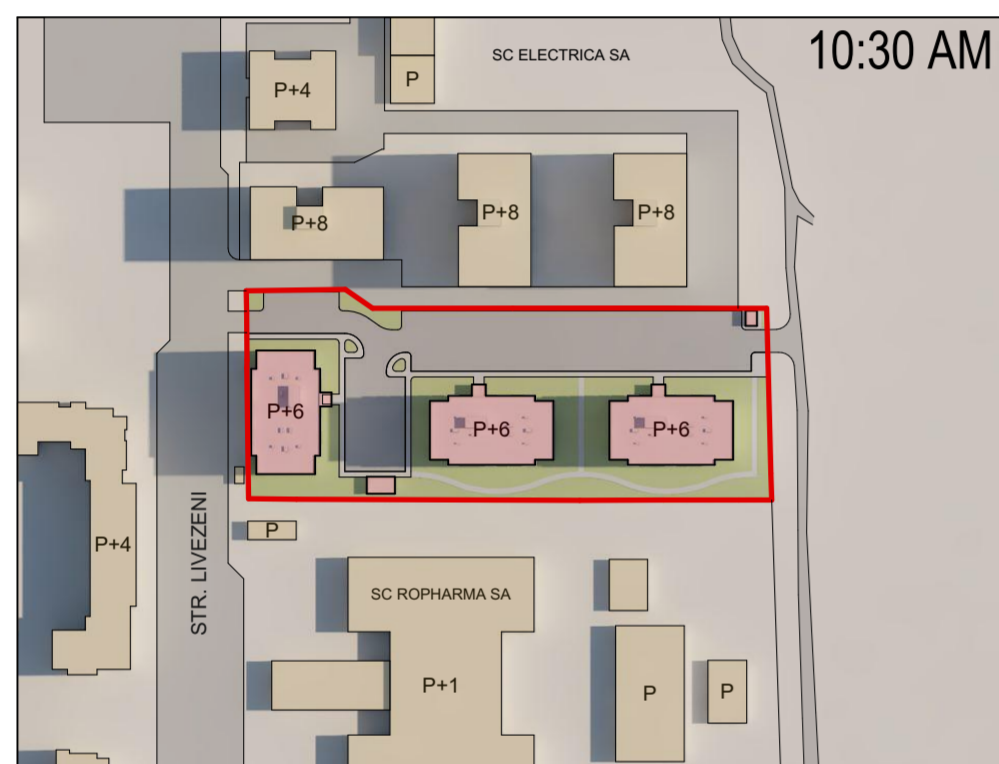 10:30 AM
SC ELECTRICA SA
P
P+4
P+8
P+8
P+8
P+6
P+6
P+6
P+4
STR. LIVEZENI
P
SC ROPHARMA SA
P+1
P
P